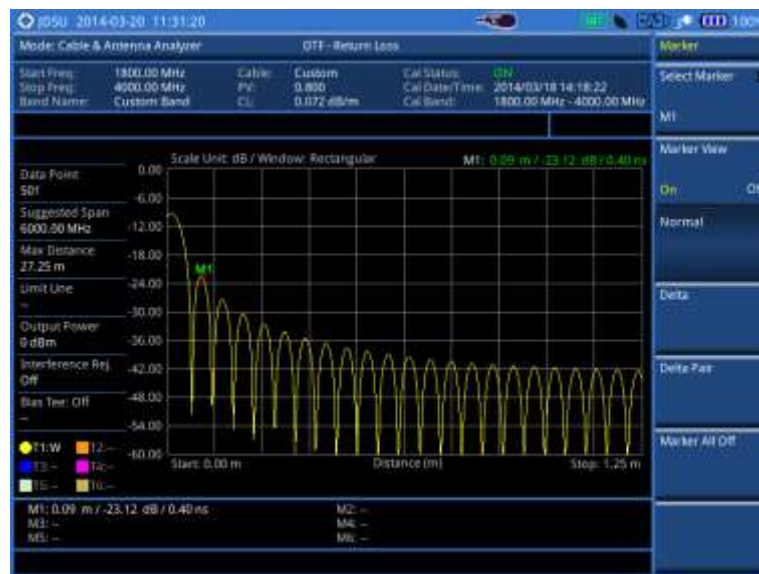 JDSU 2014-03-20 11:31:20
100%
Mode: Cable & Antenna Analyzer DTF - Return Loss
Marker
Start Freq: 1800.00 MHz Cable: Custom Cal Status: ON
Stop Freq: 4000.00 MHz PV: 0.800 Cal Date/Time: 2014/03/18 14:18:22
Band Name: Custom Band CL: 0.072 dB/m Cal Band: 1800.00 MHz - 4000.00 MHz
Select Marker
M1
Marker View
On
Normal
Delta
Delta Pair
Marker All Off
Scale Unit: dB / Window: Rectangular M1: 0.09 m / -23.12 dB / 0.40 ns
Data Point
501
Suggested Span
6000.00 MHz
Max Distance
27.25 m
Limit Line
--
Output Power
0 dBm
Interference Rej.
Off
Bias Tee: Off
--
T1:W T2:--
T3:-- T4:--
T5:-- T6:--
0.00
-6.00
-12.00
-18.00
-24.00
-30.00
-36.00
-42.00
-48.00
-54.00
-60.00
M1
Start: 0.00 m Distance (m) Stop: 1.25 m
M1: 0.09 m / -23.12 dB / 0.40 ns M2: --
M3: -- M4: --
M5: -- M6: --